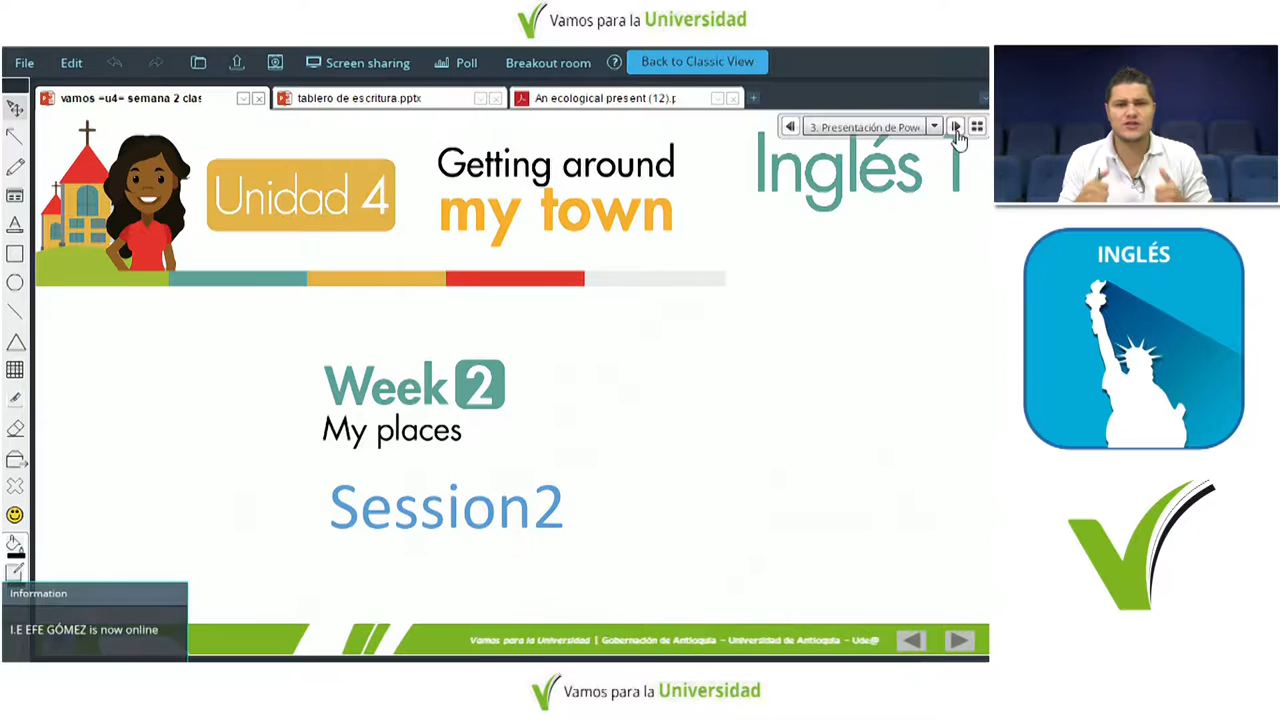 Vamos para la Universidad
File Edit Screen sharing Poll Breakout room ? Back to Classic View
vamos =u4= semana 2 clas
tablero de escritura.pptx
An ecological present (12).p
3. Presentación de Powe
Unidad 4
Getting around
my town
Inglés 1
INGLÉS
Week 2
My places
Session2
Information
I.E EFE GÓMEZ is now online
Vamos para la Universidad | Gobernación de Antioquia – Universidad de Antioquia – Ude@
Vamos para la Universidad